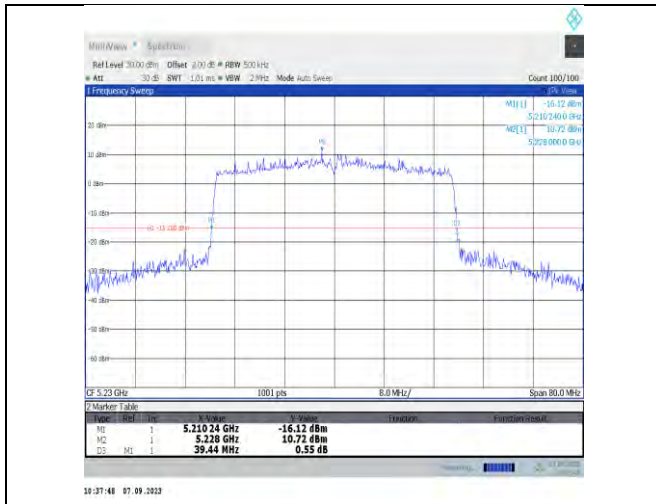 MultiView Spectrum
Ref Level 30.00 dBm Offset 2.00 dB RBW 500 kHz
Att 30 dB SWT 1.01 ms VBW 2 MHz Mode Auto Sweep Count 100/100
1 Frequency Sweep
M1[1] -16.12 dBm
5.210 240 0 GHz
M2[1] 10.72 dBm
5.228 000 0 GHz
20 dBm
M2
10 dBm
0 dBm
-10 dBm
-20 dBm
-30 dBm
-40 dBm
-50 dBm
-60 dBm
CF 5.23 GHz 1001 pts 8.0 MHz/ Span 80.0 MHz
2 Marker Table
Type Ref Trc X-Value Y-Value Function Function Result
M1 1 5.210 24 GHz -16.12 dBm
M2 1 5.228 GHz 10.72 dBm
D3 M1 1 39.44 MHz 0.55 dB
10:37:48 07.09.2023